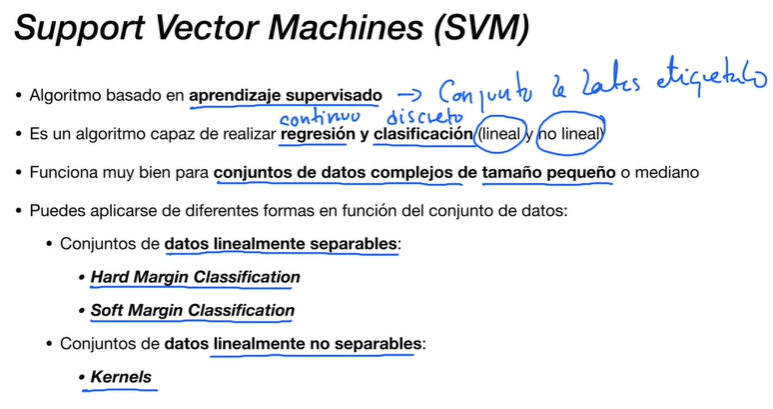 Support Vector Machines (SVM)
• Algoritmo basado en aprendizaje supervisado → Conjunto de datos etiquetado
continuo discreto
• Es un algoritmo capaz de realizar regresión y clasificación (lineal y no lineal)
• Funciona muy bien para conjuntos de datos complejos de tamaño pequeño o mediano
• Puedes aplicarse de diferentes formas en función del conjunto de datos:
• Conjuntos de datos linealmente separables:
• Hard Margin Classification
• Soft Margin Classification
• Conjuntos de datos linealmente no separables:
• Kernels